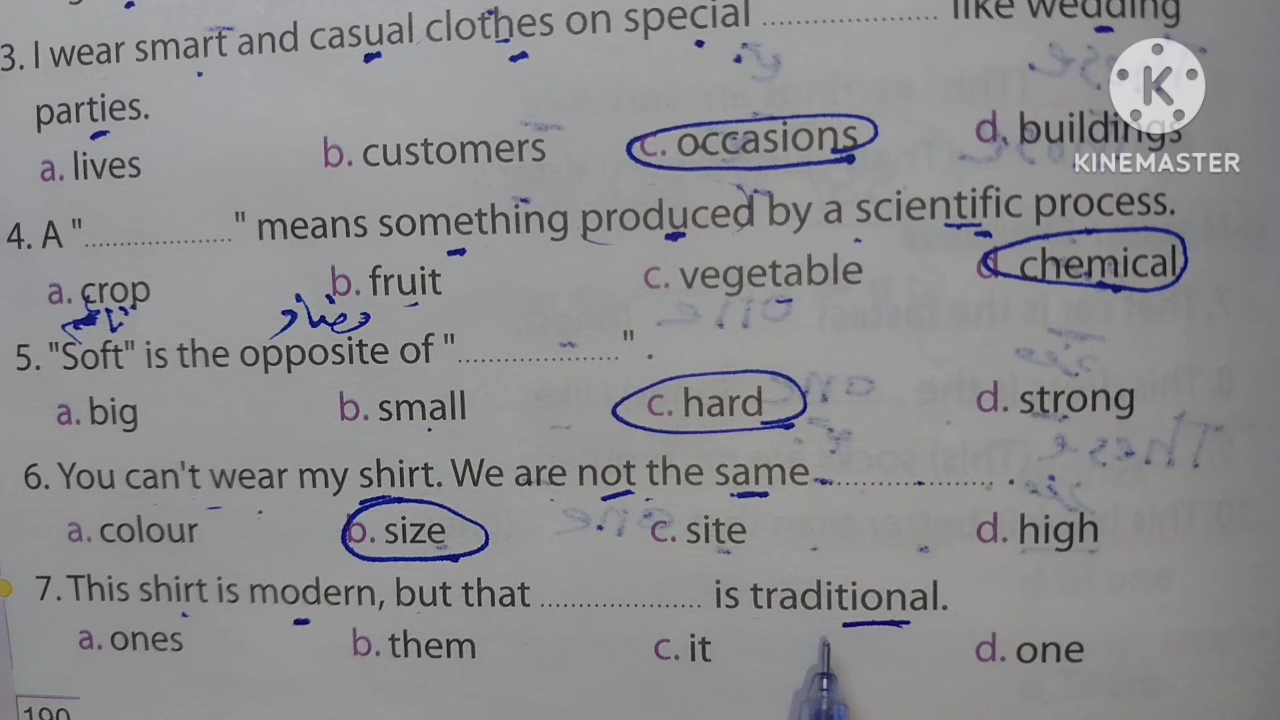 3. I wear smart and casual clothes on special .................. like wedding
parties.
a. lives b. customers c. occasions d. buildings
KINEMASTER
4. A "....................." means something produced by a scientific process.
a. crop b. fruit c. vegetable d. chemical
ناعم مضاد
5. "Soft" is the opposite of "......................" .
a. big b. small c. hard d. strong
6. You can't wear my shirt. We are not the same ...................... .
a. colour b. size c. site d. high
7. This shirt is modern, but that .................... is traditional.
a. ones b. them c. it d. one
190